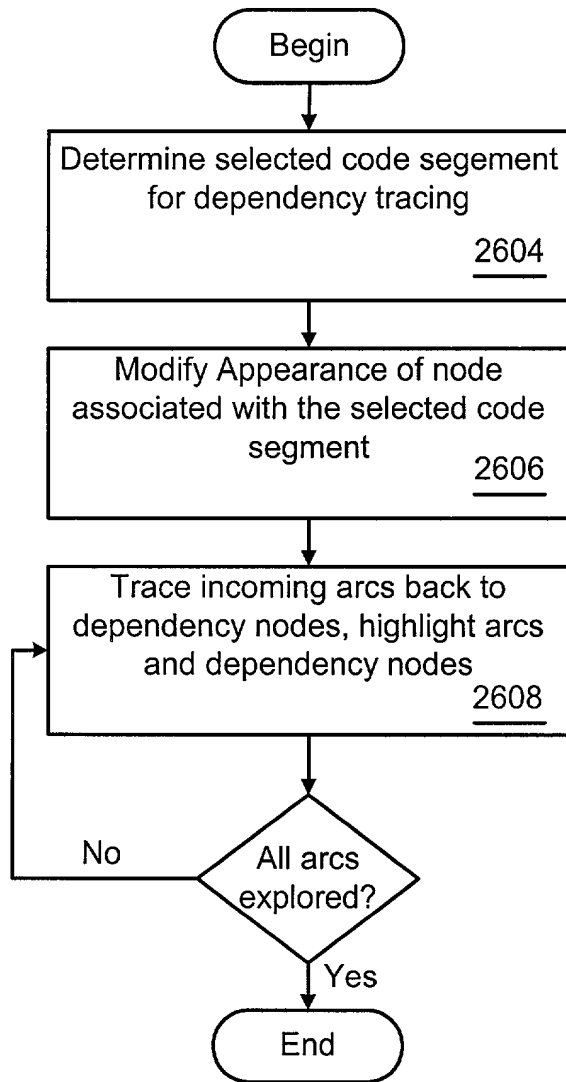 Begin
Determine selected code segement
for dependency tracing
2604
Modify Appearance of node
associated with the selected code
segment
2606
Trace incoming arcs back to
dependency nodes, highlight arcs
and dependency nodes
2608
No
All arcs
explored?
Yes
End